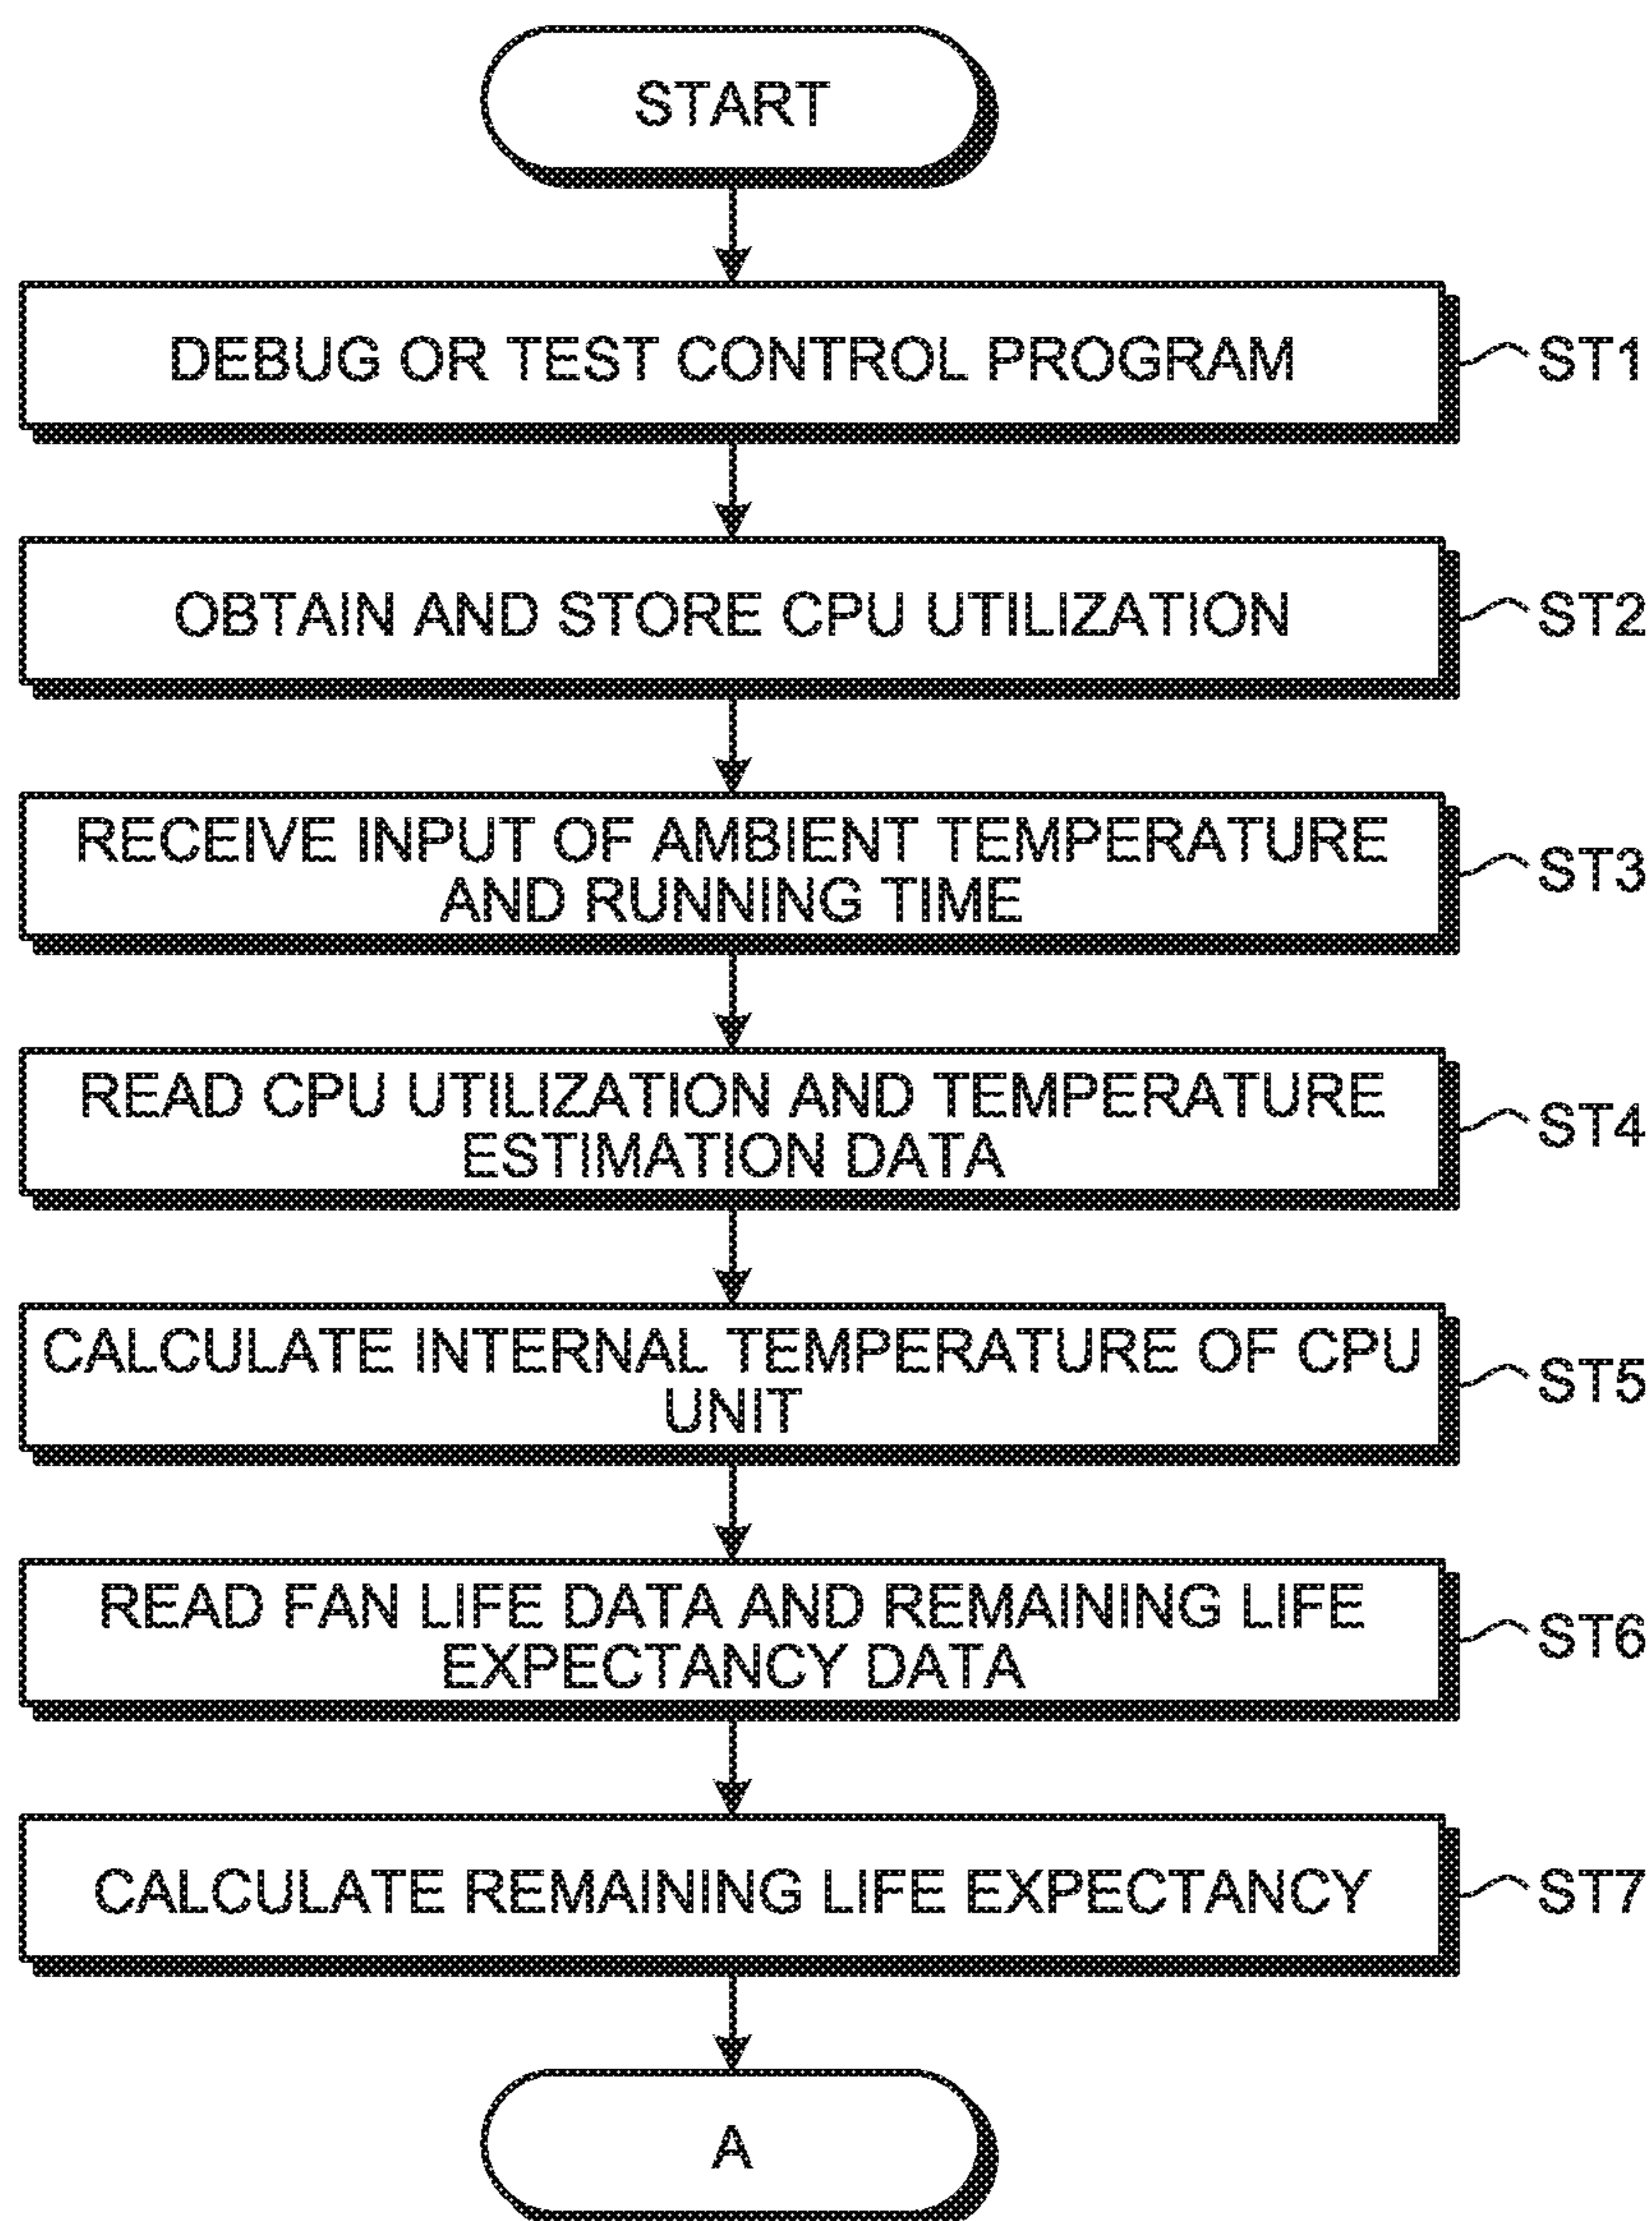 START
DEBUG OR TEST CONTROL PROGRAM
ST1
OBTAIN AND STORE CPU UTILIZATION
ST2
RECEIVE INPUT OF AMBIENT TEMPERATURE
AND RUNNING TIME
ST3
READ CPU UTILIZATION AND TEMPERATURE
ESTIMATION DATA
ST4
CALCULATE INTERNAL TEMPERATURE OF CPU
UNIT
ST5
READ FAN LIFE DATA AND REMAINING LIFE
EXPECTANCY DATA
ST6
CALCULATE REMAINING LIFE EXPECTANCY
ST7
A